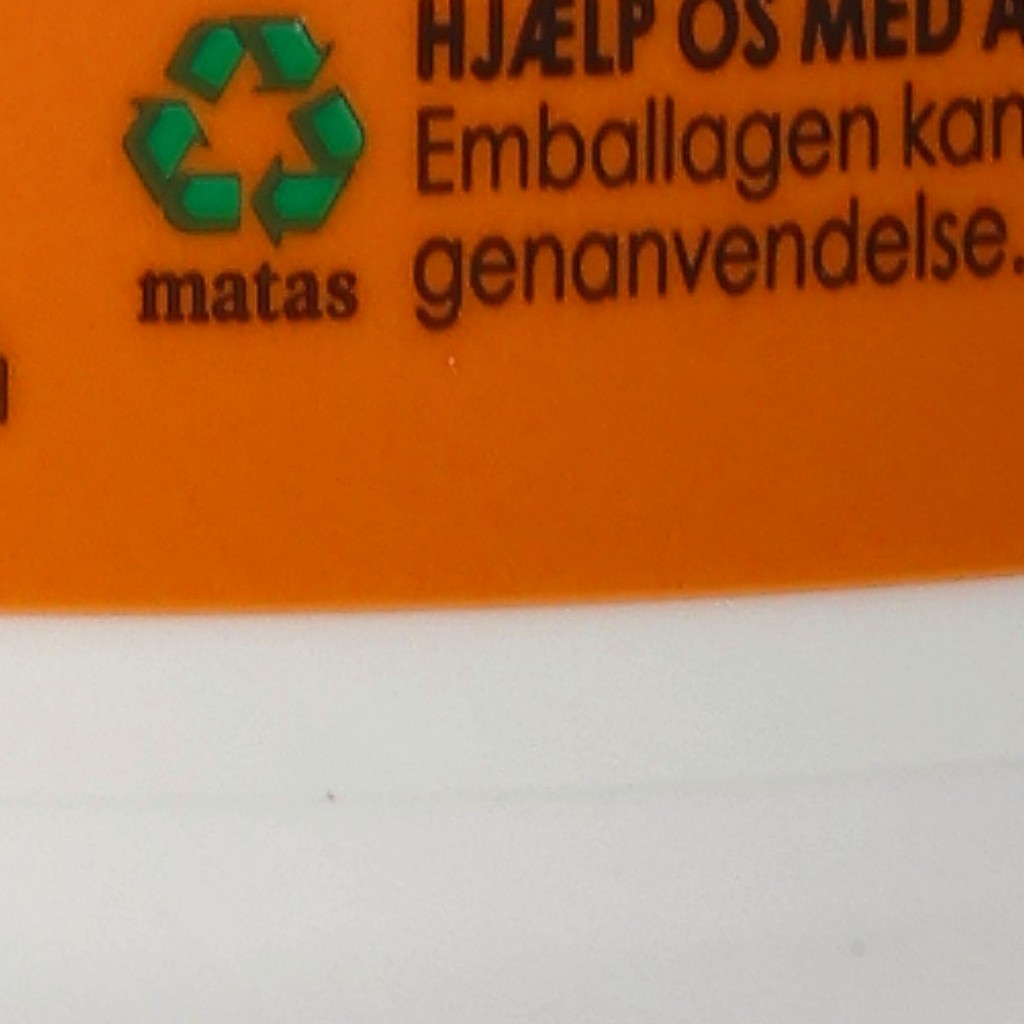 HJÆLP OS MED
Emballagen kan
genanvendelse.
matas